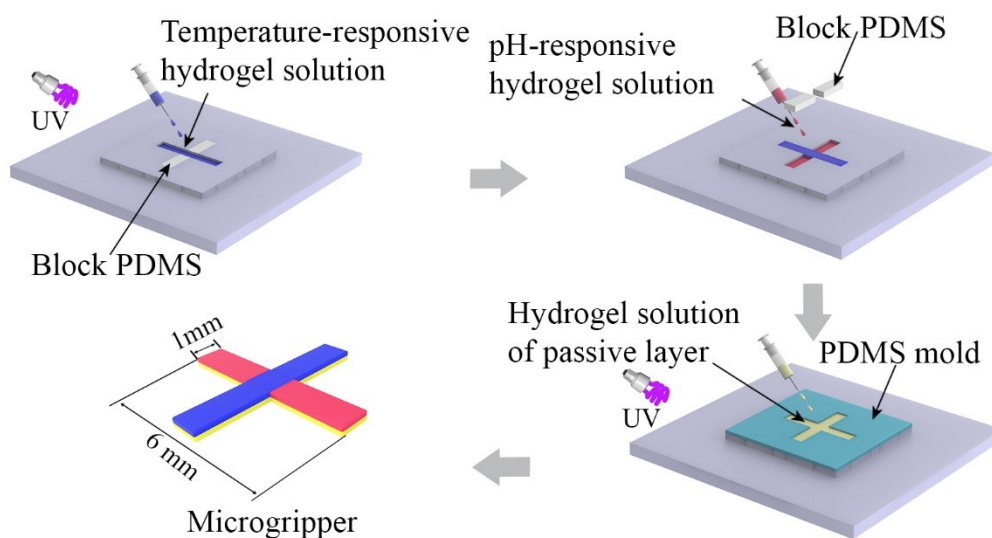 Temperature-responsive
hydrogel solution
UV
Block PDMS
pH-responsive
hydrogel solution
Block PDMS
Hydrogel solution
of passive layer
PDMS mold
UV
1mm
6 mm
Microgripper